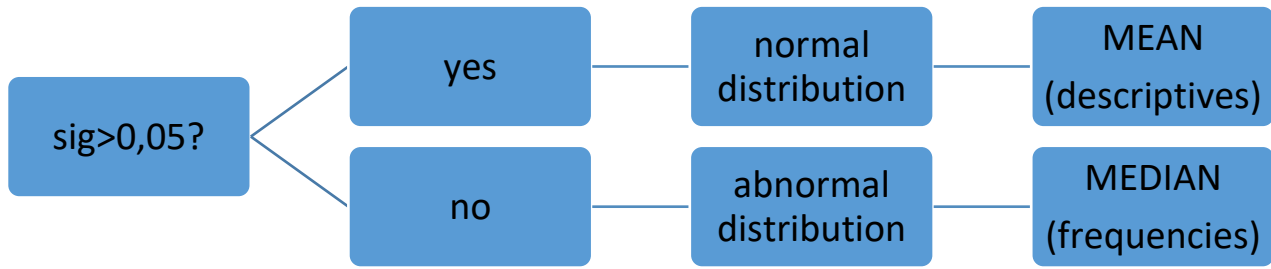 sig>0,05?
yes
normal
distribution
MEAN
(descriptives)
no
abnormal
distribution
MEDIAN
(frequencies)